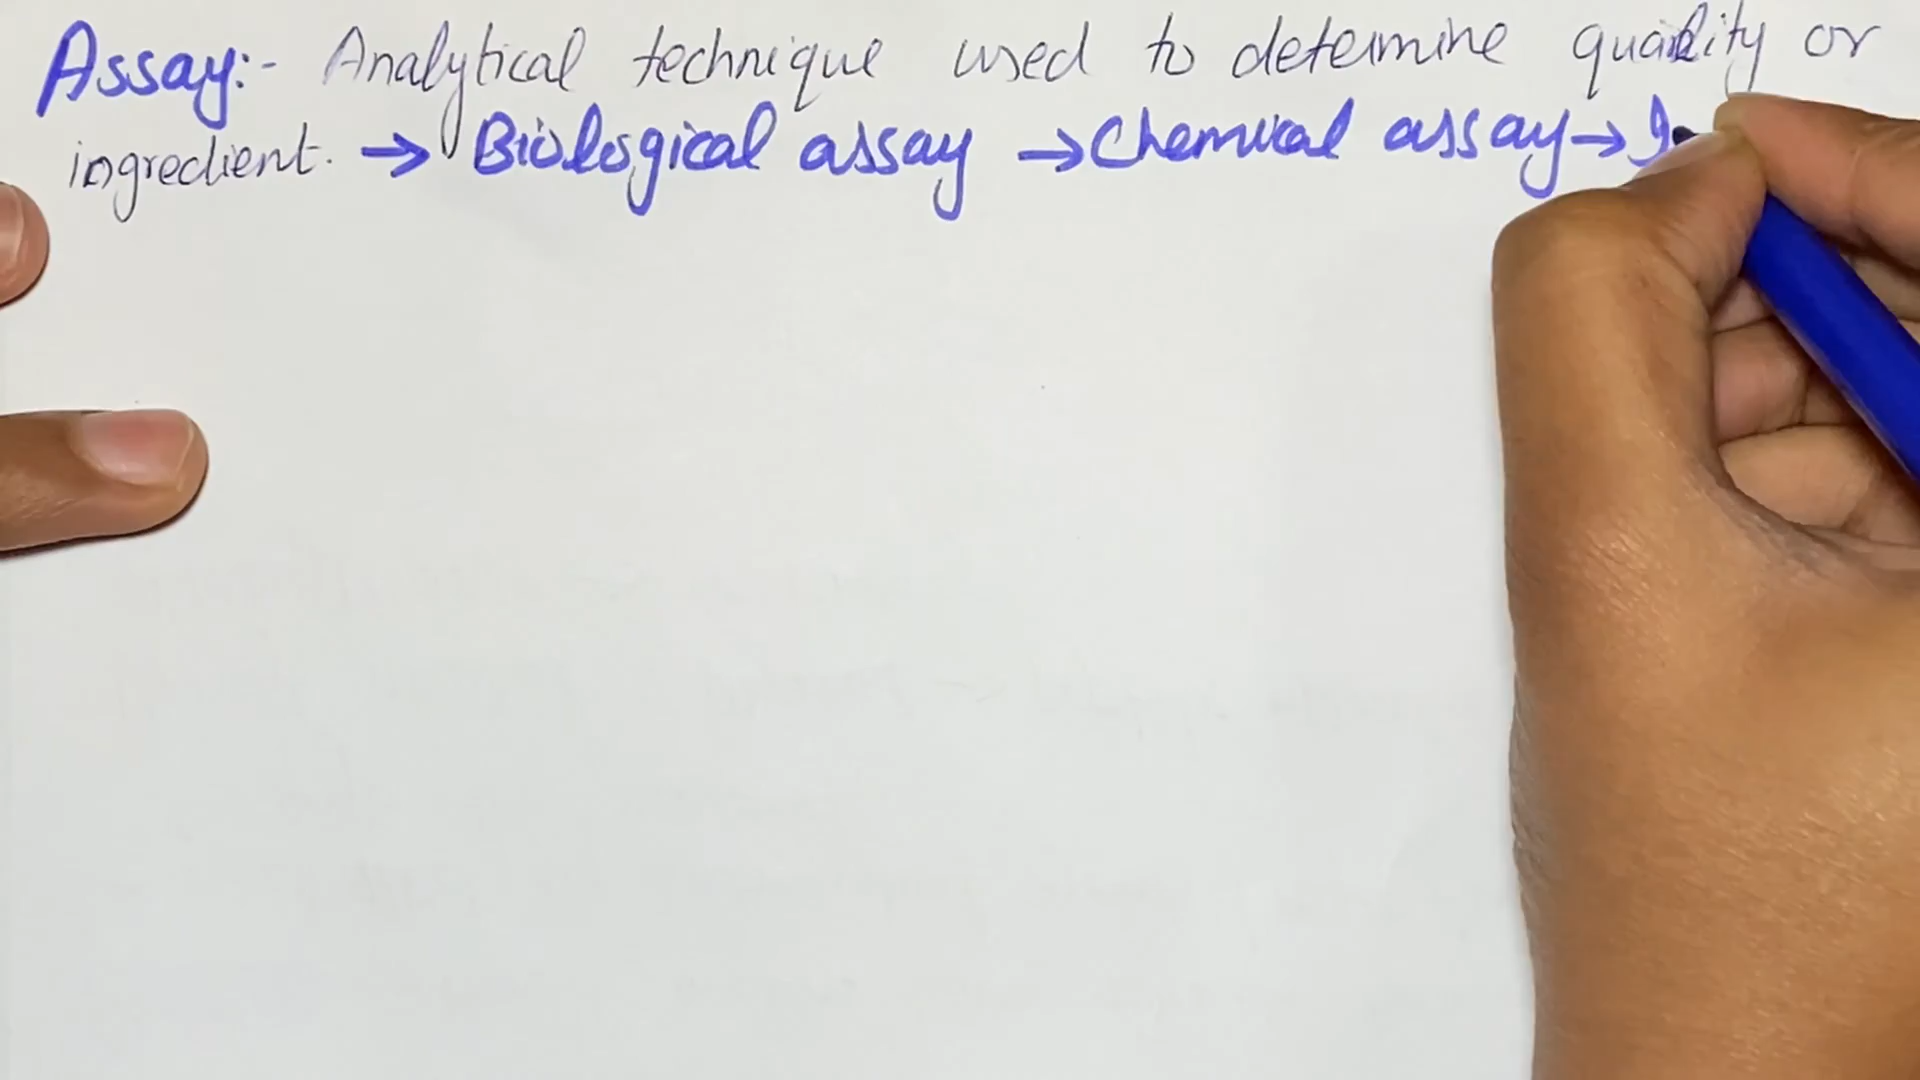 Assay:- Analytical technique used to determine quality or
ingredient. → Biological assay → Chemical assay →